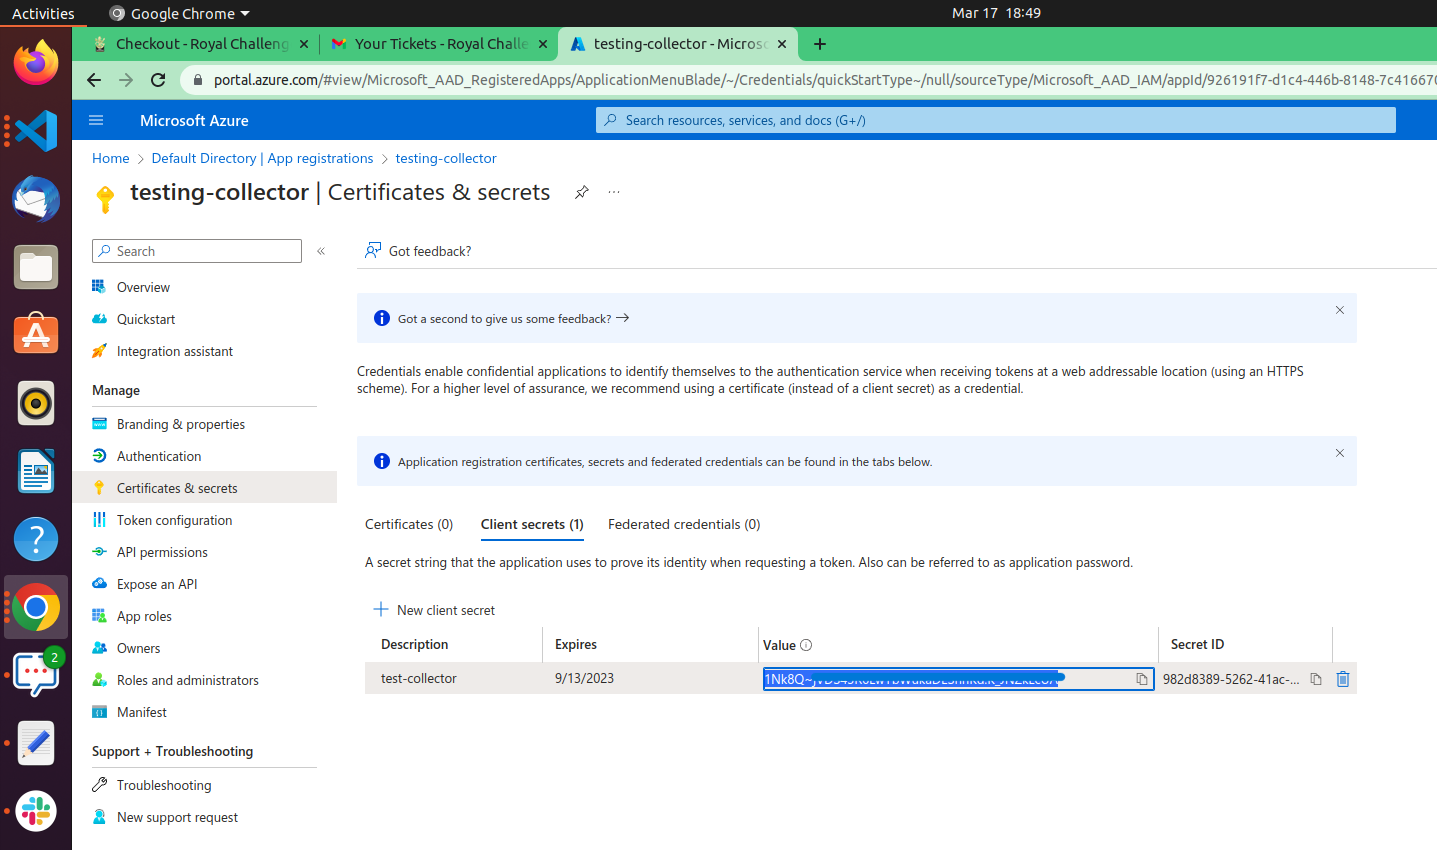 Activities Google Chrome Mar 17 18:49
Checkout - Royal Challeng Your Tickets - Royal Challe testing-collector - Microso
portal.azure.com/#view/Microsoft_AAD_RegisteredApps/ApplicationMenuBlade/~/Credentials/quickStartType~/null/sourceType/Microsoft_AAD_IAM/appId/926191f7-d1c4-446b-8148-7c41667
Microsoft Azure Search resources, services, and docs (G+/)
Home > Default Directory | App registrations > testing-collector
testing-collector | Certificates & secrets
Search
Overview
Quickstart
Integration assistant
Manage
Branding & properties
Authentication
Certificates & secrets
Token configuration
API permissions
Expose an API
App roles
Owners
Roles and administrators
Manifest
Support + Troubleshooting
Troubleshooting
New support request
2
Got feedback?
Got a second to give us some feedback? →
Credentials enable confidential applications to identify themselves to the authentication service when receiving tokens at a web addressable location (using an HTTPS
scheme). For a higher level of assurance, we recommend using a certificate (instead of a client secret) as a credential.
Application registration certificates, secrets and federated credentials can be found in the tabs below.
Certificates (0) Client secrets (1) Federated credentials (0)
A secret string that the application uses to prove its identity when requesting a token. Also can be referred to as application password.
+ New client secret
Description Expires Value Secret ID
test-collector 9/13/2023 1Nk8Q~ 982d8389-5262-41ac-...